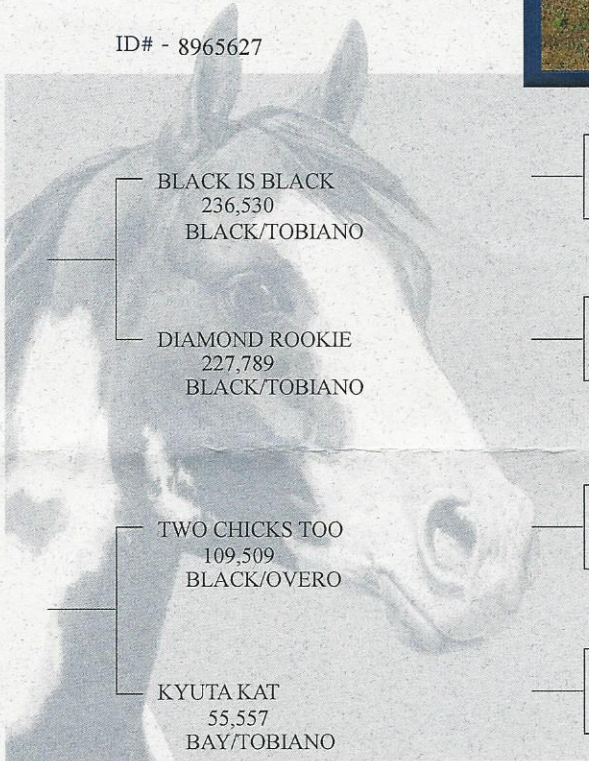 ID# - 8965627
BLACK IS BLACK
236,530
BLACK/TOBIANO
DIAMOND ROOKIE
227,789
BLACK/TOBIANO
TWO CHICKS TOO
109,509
BLACK/OVERO
KYUTA KAT
55,557
BAY/TOBIANO